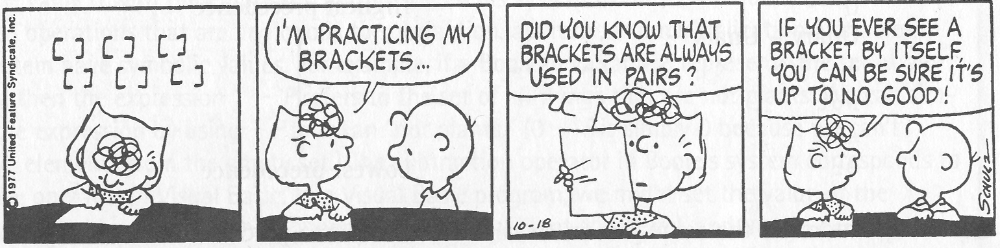 ©1977 United Feature Syndicate, Inc.
[ ] [ ] [ ]
[ ] [ ] [ ]
I'M PRACTICING MY
BRACKETS...
DID YOU KNOW THAT
BRACKETS ARE ALWAYS
USED IN PAIRS?
10-18
IF YOU EVER SEE A
BRACKET BY ITSELF,
YOU CAN BE SURE IT'S
UP TO NO GOOD!
SCHULZ